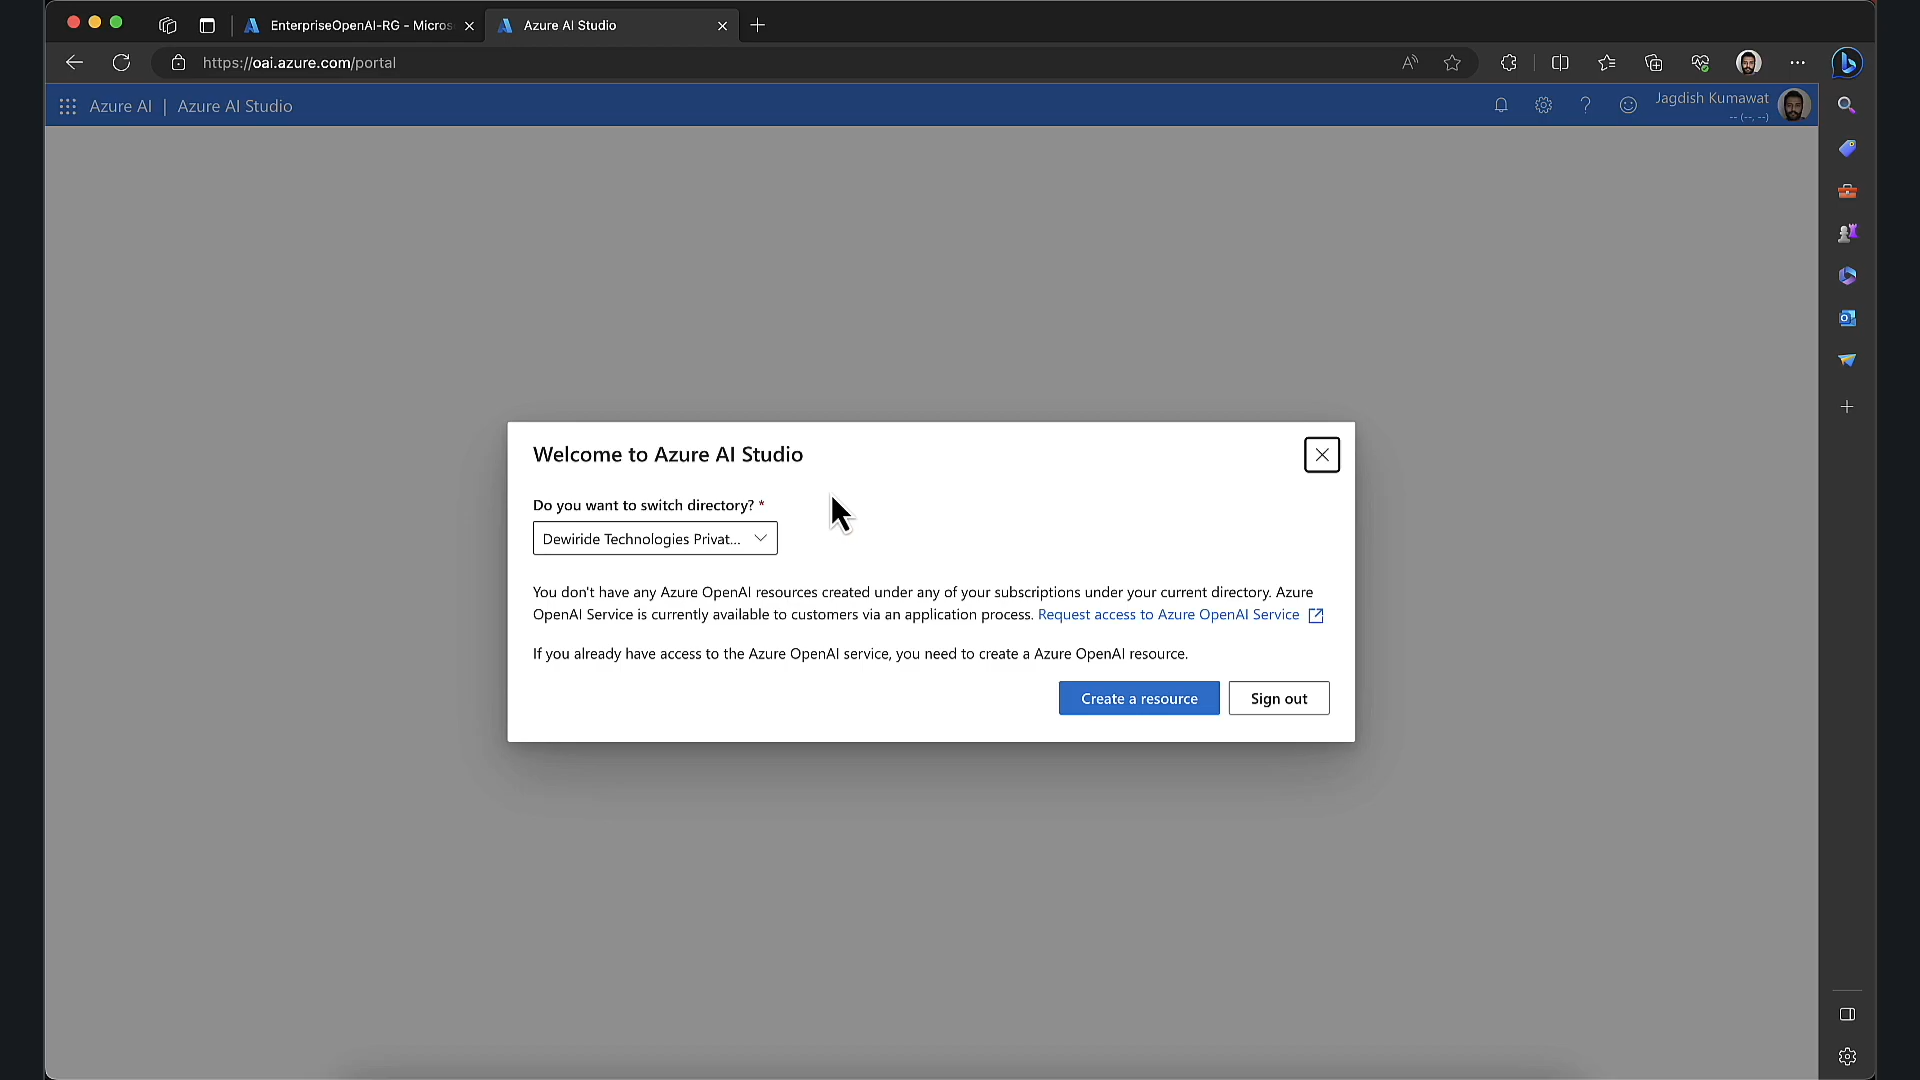 EnterpriseOpenAI-RG - Micros
Azure AI Studio
https://oai.azure.com/portal
Azure AI | Azure AI Studio
Jagdish Kumawat
-- (--, --)
Welcome to Azure AI Studio
Do you want to switch directory? *
Dewiride Technologies Privat...
You don't have any Azure OpenAI resources created under any of your subscriptions under your current directory. Azure
OpenAI Service is currently available to customers via an application process. Request access to Azure OpenAI Service
If you already have access to the Azure OpenAI service, you need to create a Azure OpenAI resource.
Create a resource
Sign out